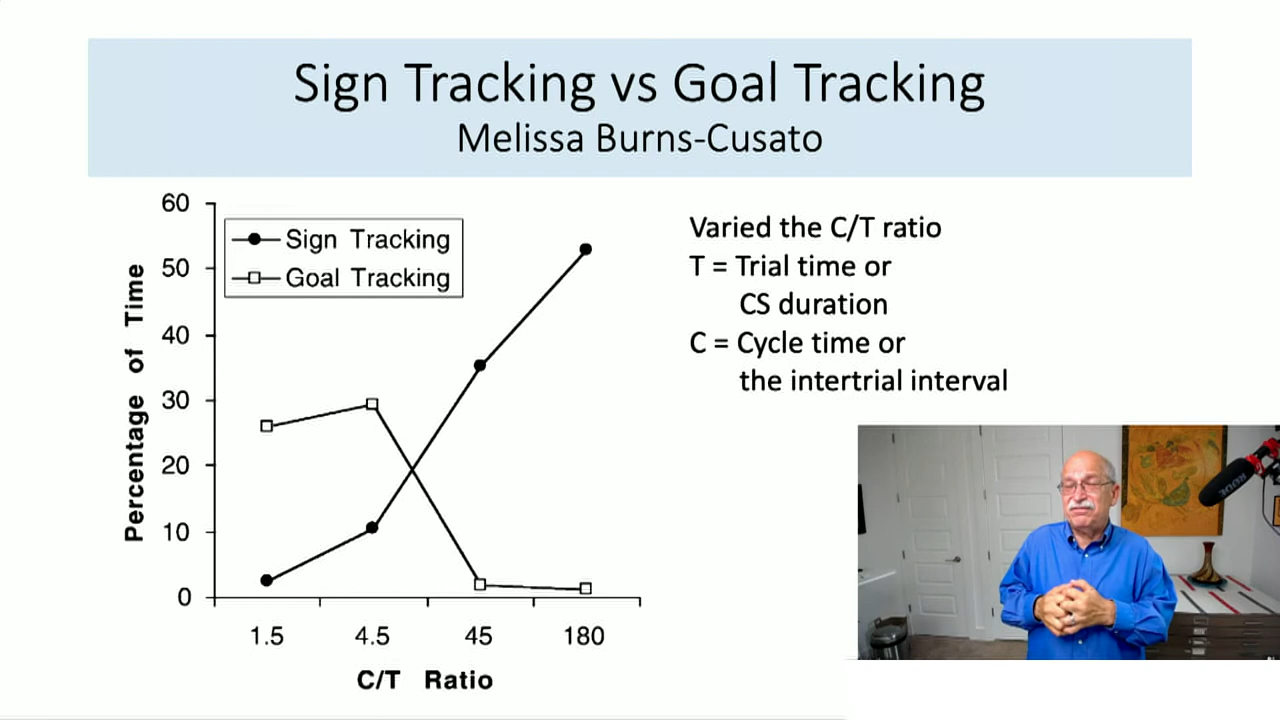 Sign Tracking vs Goal Tracking
Melissa Burns-Cusato
60
50
40
30
20
10
0
Percentage of Time
Sign Tracking
Goal Tracking
1.5 4.5 45 180
C/T Ratio
Varied the C/T ratio
T = Trial time or
CS duration
C = Cycle time or
the intertrial interval
RODE